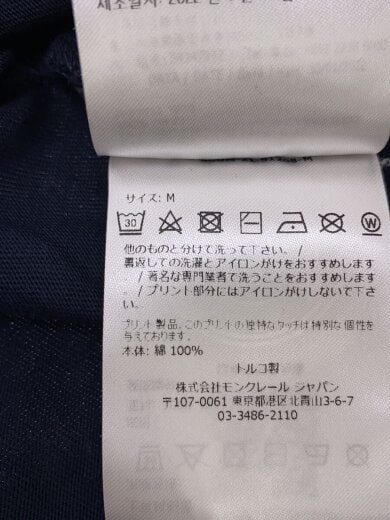 サイズ: M
30
W
他のものと分けて洗って下さい。/
裏返しての洗濯とアイロンがけをおすすめします
/ 著名な専門業者で洗うことをおすすめします
/ プリント部分にはアイロンがけしないで下さ
い。
プリント製品。このプリントの独特なタッチは特別な個性を
与えております。
本体: 綿 100%
トルコ製
株式会社モンクレール ジャパン
〒107-0061 東京都港区北青山3-6-7
03-3486-2110